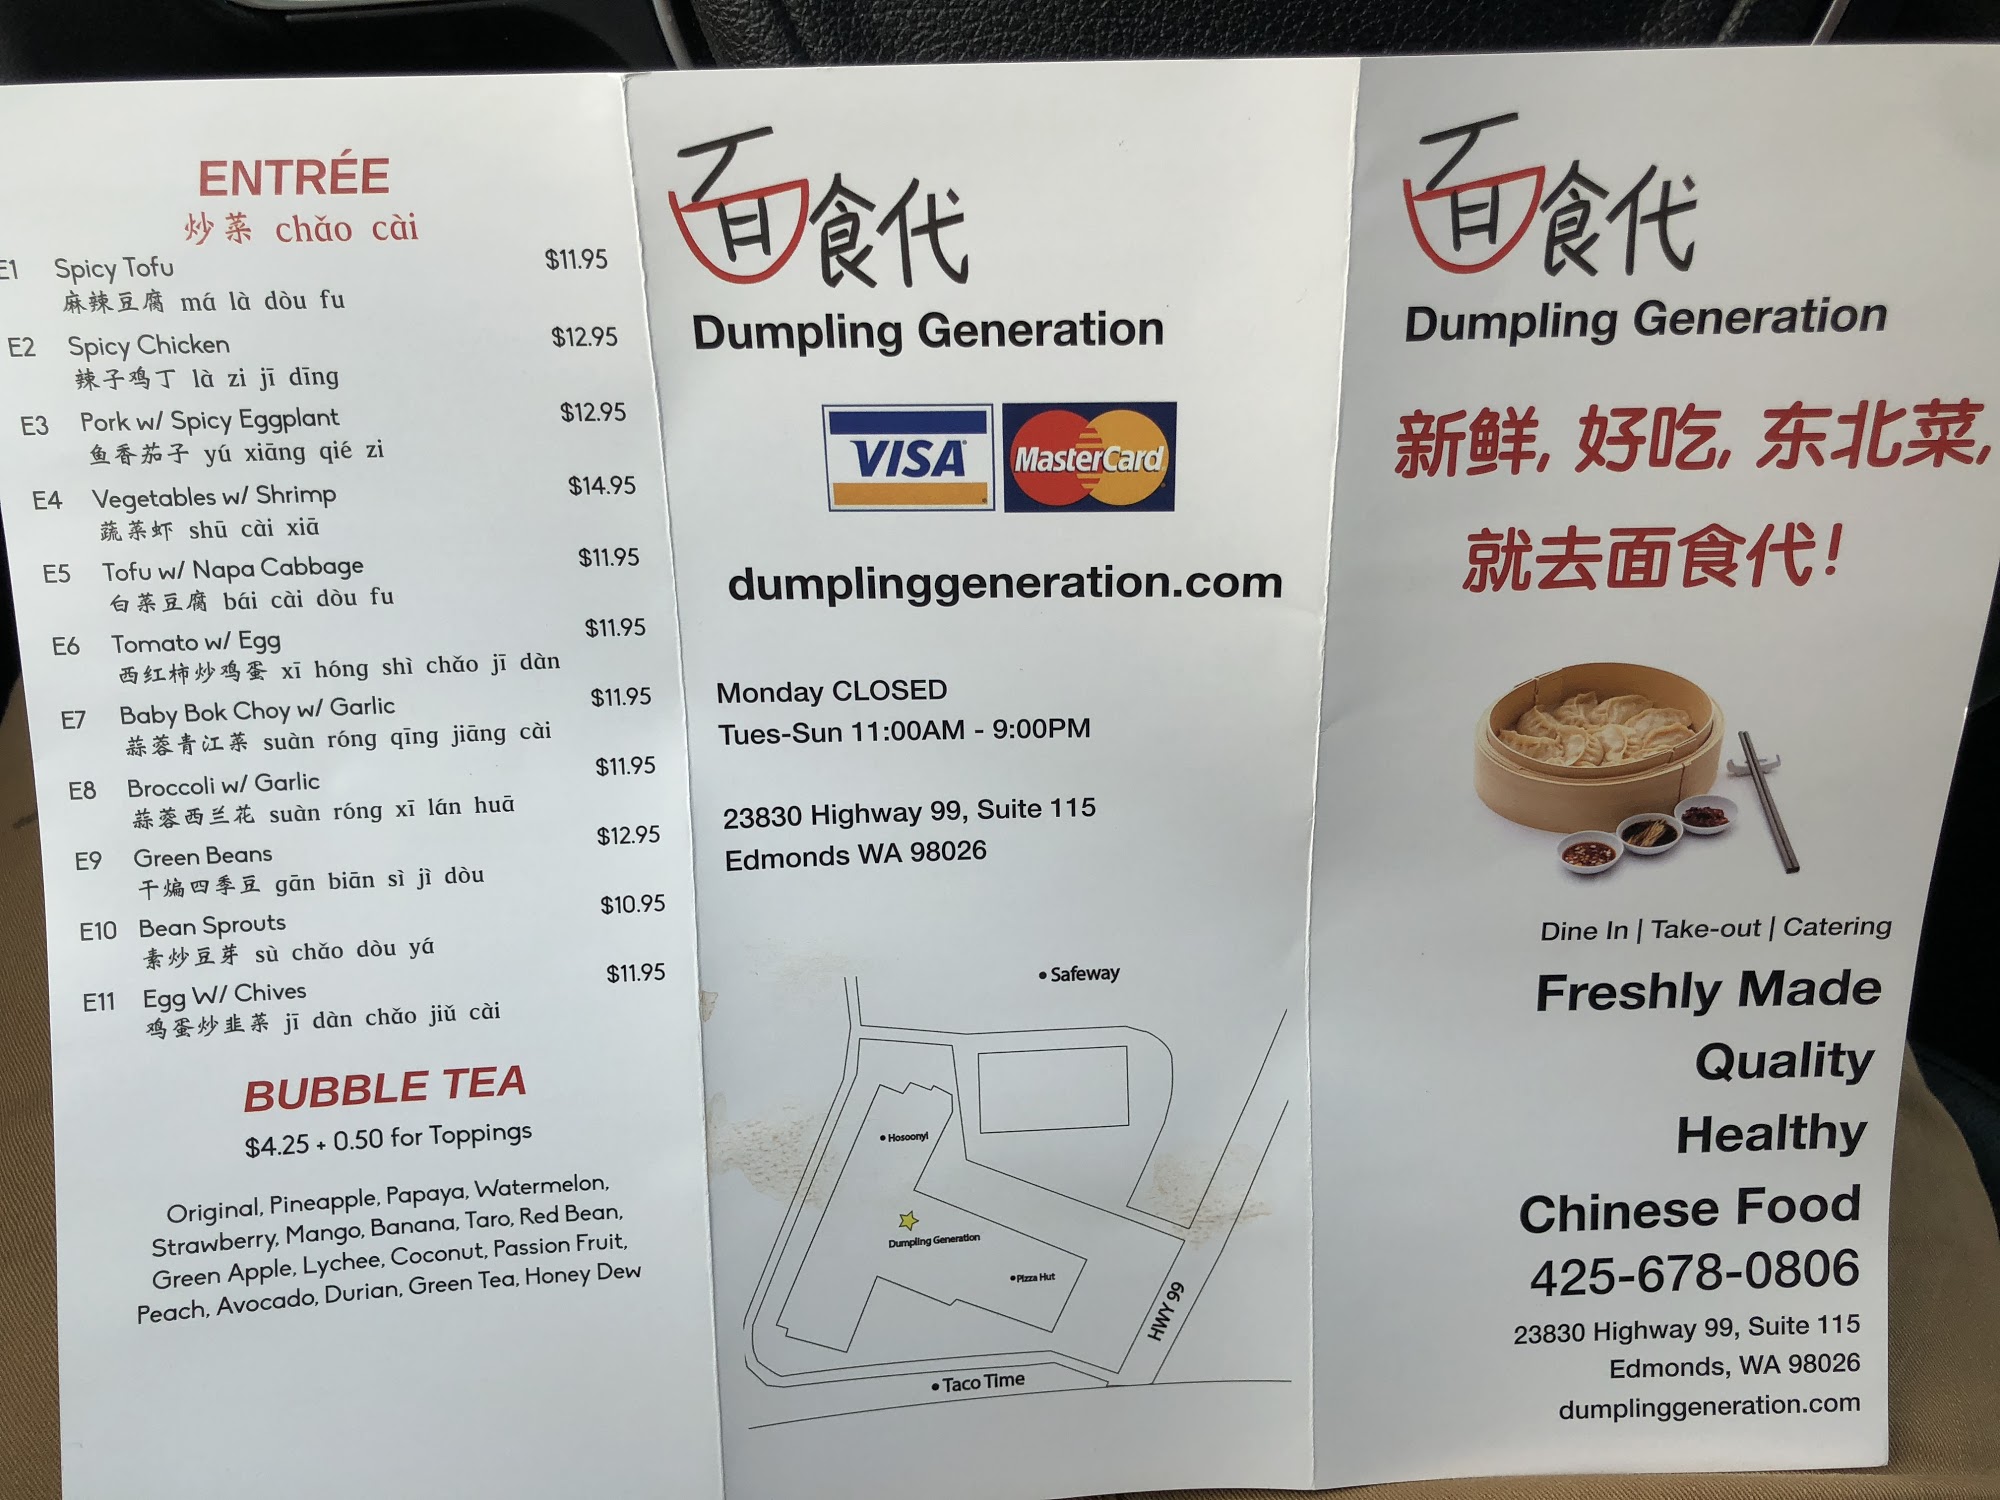 ENTRÉE
炒菜 chǎo cài
E1 Spicy Tofu $11.95
麻辣豆腐 má là dòu fu
E2 Spicy Chicken $12.95
辣子鸡丁 là zi jī dīng
E3 Pork w/ Spicy Eggplant $12.95
鱼香茄子 yú xiāng qié zi
E4 Vegetables w/ Shrimp $14.95
蔬菜虾 shū cài xiā
E5 Tofu w/ Napa Cabbage $11.95
白菜豆腐 bái cài dòu fu
E6 Tomato w/ Egg $11.95
西红柿炒鸡蛋 xī hóng shì chǎo jī dàn
E7 Baby Bok Choy w/ Garlic $11.95
蒜蓉青江菜 suàn róng qīng jiāng cài
E8 Broccoli w/ Garlic $11.95
蒜蓉西兰花 suàn róng xī lán huā
E9 Green Beans $12.95
干煸四季豆 gān biān sì jì dòu
E10 Bean Sprouts $10.95
素炒豆芽 sù chǎo dòu yá
E11 Egg W/ Chives $11.95
鸡蛋炒韭菜 jī dàn chǎo jiǔ cài
BUBBLE TEA
$4.25 + 0.50 for Toppings
Original, Pineapple, Papaya, Watermelon,
Strawberry, Mango, Banana, Taro, Red Bean,
Green Apple, Lychee, Coconut, Passion Fruit,
Peach, Avocado, Durian, Green Tea, Honey Dew
面食代
Dumpling Generation
VISA MasterCard
dumplinggeneration.com
Monday CLOSED
Tues-Sun 11:00AM - 9:00PM
23830 Highway 99, Suite 115
Edmonds WA 98026
Safeway
Hosoonyi
Dumpling Generation
Pizza Hut
HWY 99
Taco Time
面食代
Dumpling Generation
新鲜, 好吃, 东北菜,
就去面食代!
Dine In | Take-out | Catering
Freshly Made
Quality
Healthy
Chinese Food
425-678-0806
23830 Highway 99, Suite 115
Edmonds, WA 98026
dumplinggeneration.com